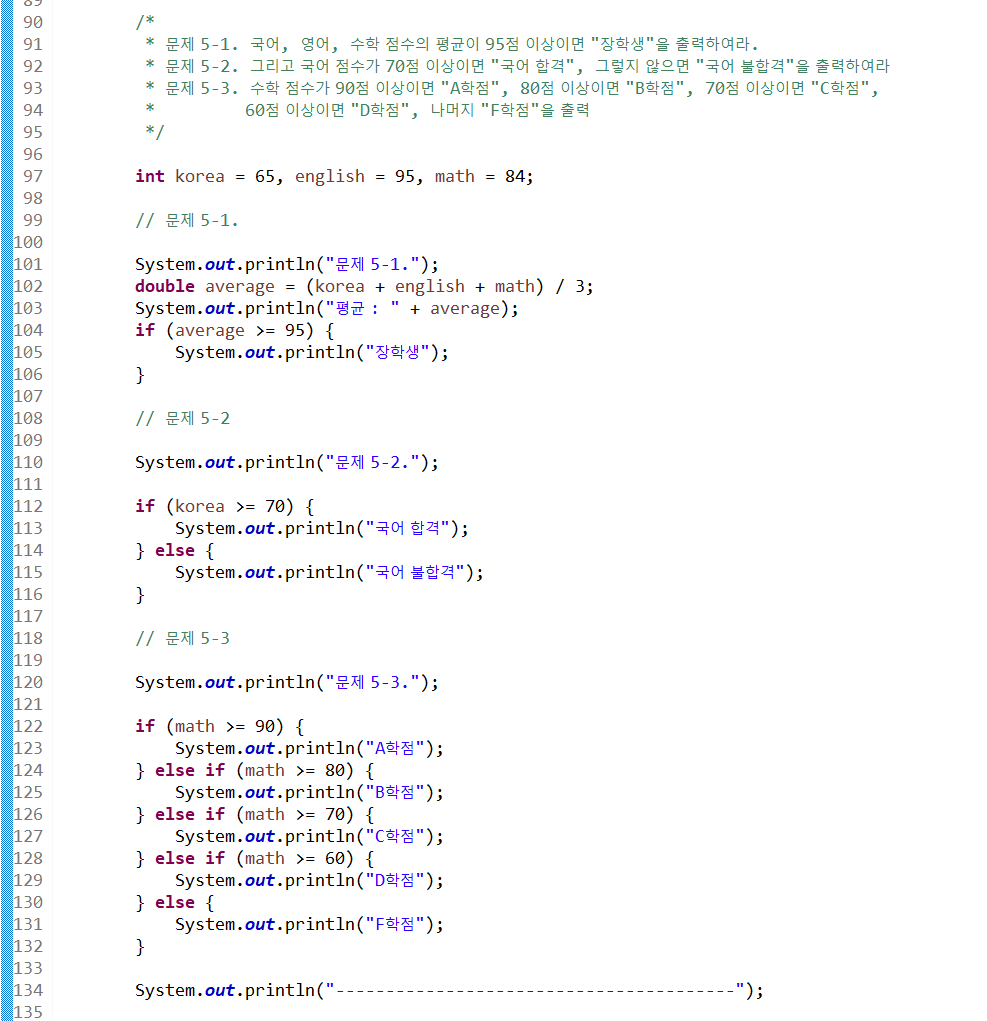 89
90 /*
91 * 문제 5-1. 국어, 영어, 수학 점수의 평균이 95점 이상이면 "장학생"을 출력하여라.
92 * 문제 5-2. 그리고 국어 점수가 70점 이상이면 "국어 합격", 그렇지 않으면 "국어 불합격"을 출력하여라
93 * 문제 5-3. 수학 점수가 90점 이상이면 "A학점", 80점 이상이면 "B학점", 70점 이상이면 "C학점",
94 * 60점 이상이면 "D학점", 나머지 "F학점"을 출력
95 */
96
97 int korea = 65, english = 95, math = 84;
98
99 // 문제 5-1.
100
101 System.out.println("문제 5-1.");
102 double average = (korea + english + math) / 3;
103 System.out.println("평균 : " + average);
104 if (average >= 95) {
105 System.out.println("장학생");
106 }
107
108 // 문제 5-2
109
110 System.out.println("문제 5-2.");
111
112 if (korea >= 70) {
113 System.out.println("국어 합격");
114 } else {
115 System.out.println("국어 불합격");
116 }
117
118 // 문제 5-3
119
120 System.out.println("문제 5-3.");
121
122 if (math >= 90) {
123 System.out.println("A학점");
124 } else if (math >= 80) {
125 System.out.println("B학점");
126 } else if (math >= 70) {
127 System.out.println("C학점");
128 } else if (math >= 60) {
129 System.out.println("D학점");
130 } else {
131 System.out.println("F학점");
132 }
133
134 System.out.println("----------------------------------------");
135